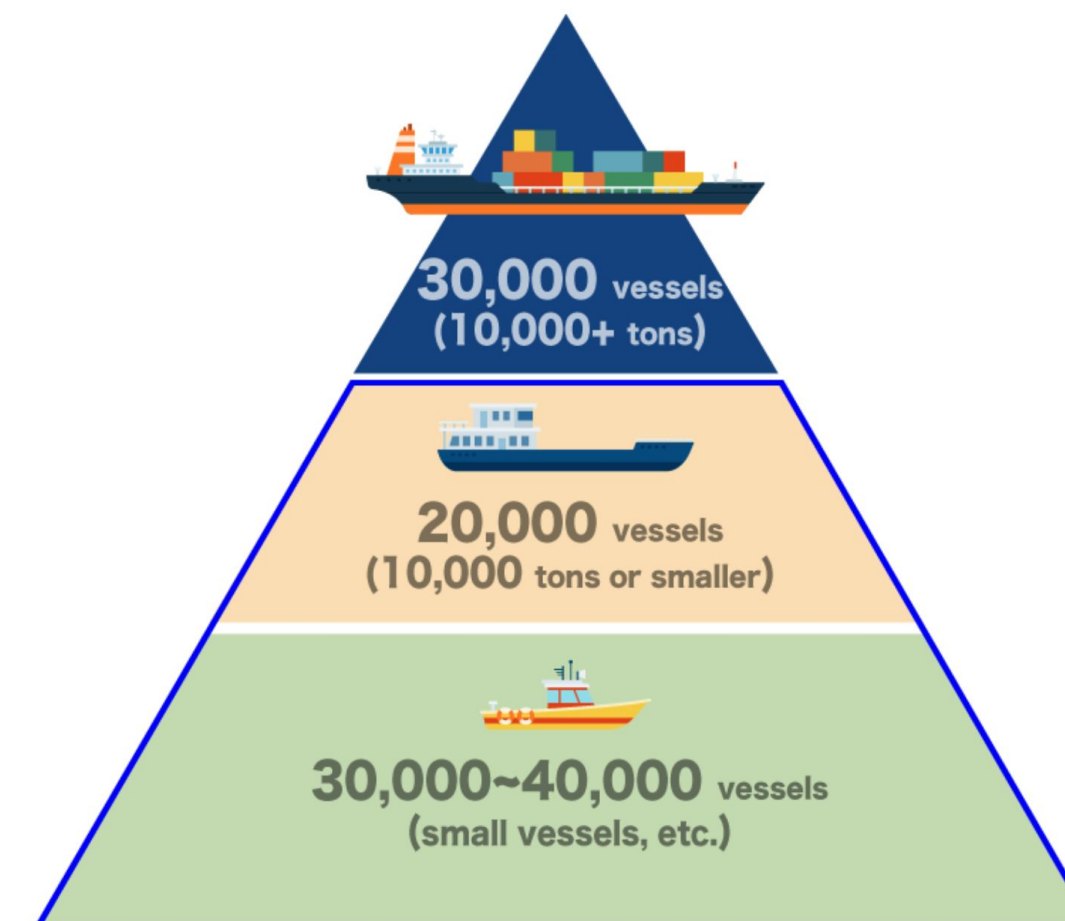 30,000 vessels
(10,000+ tons)
20,000 vessels
(10,000 tons or smaller)
30,000~40,000 vessels
(small vessels, etc.)